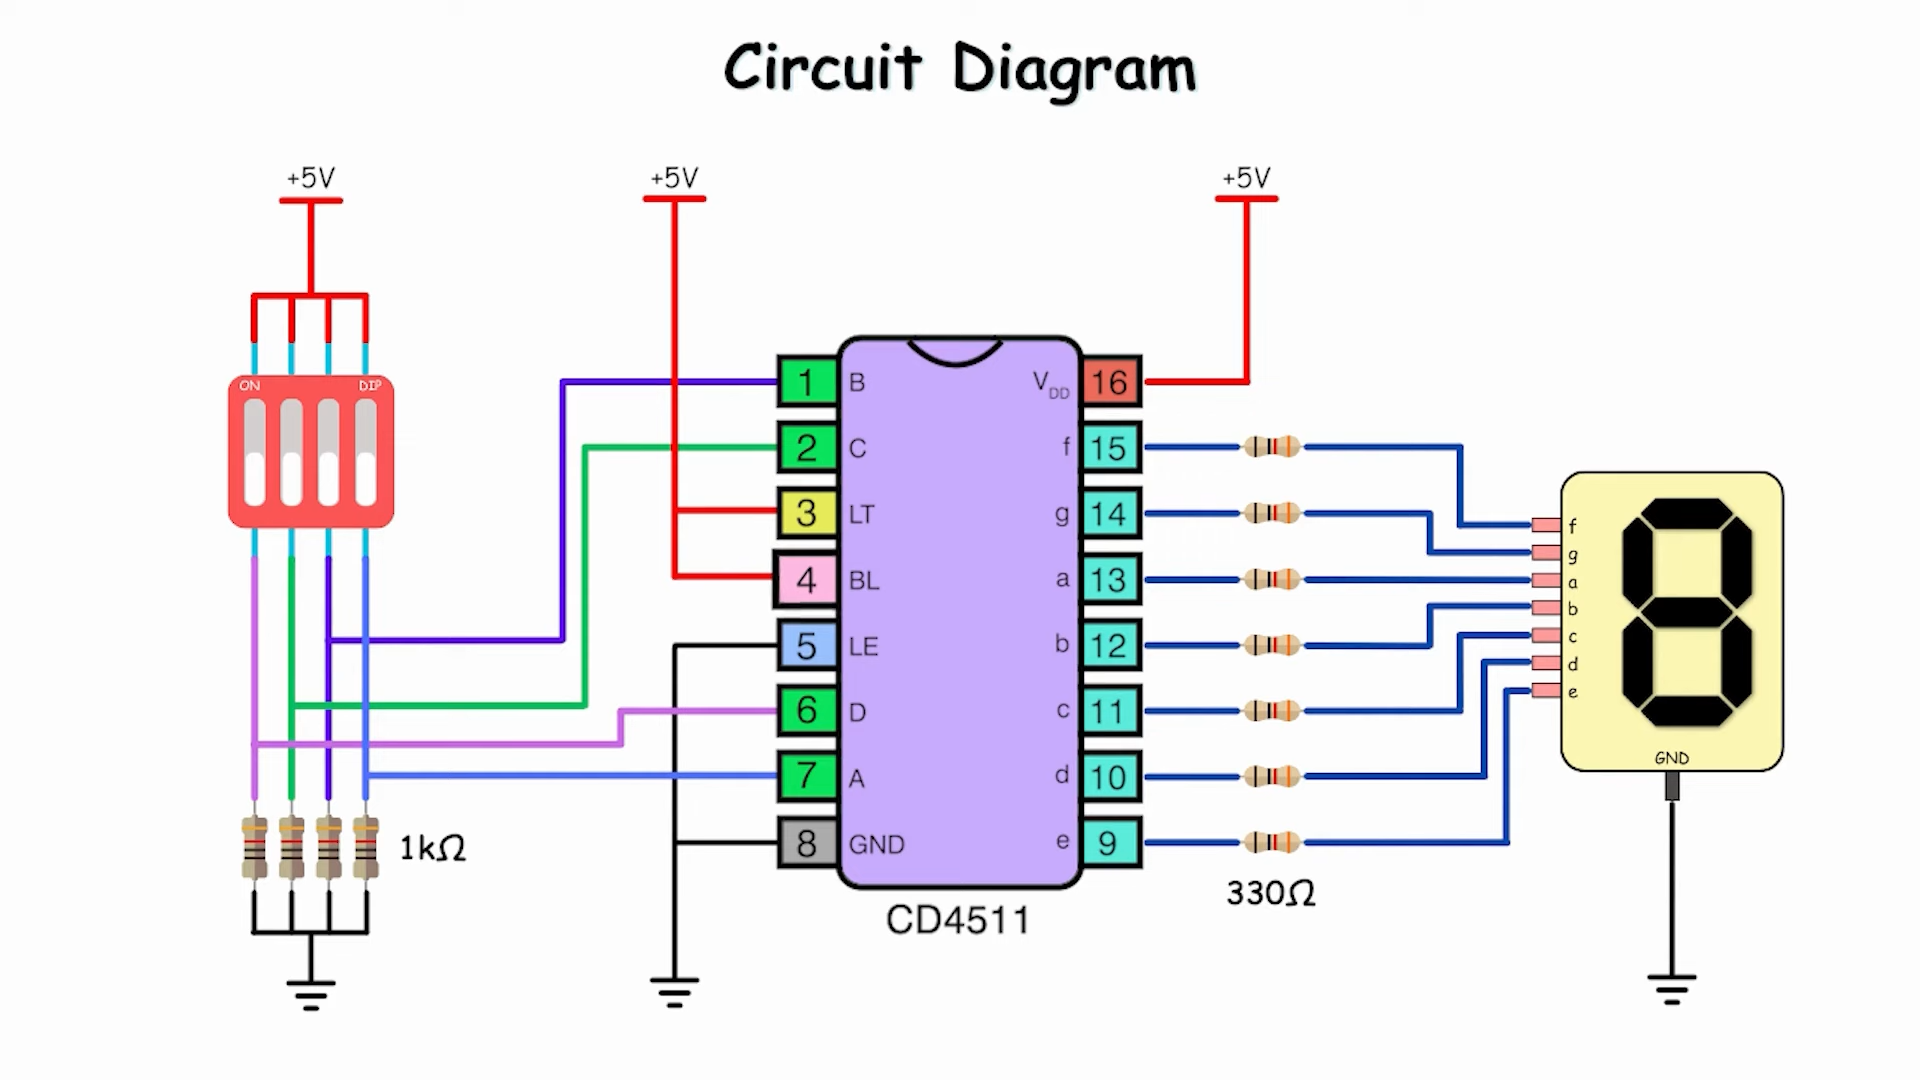 Circuit Diagram
+5V
+5V
+5V
ON DIP
1 B
2 C
3 LT
4 BL
5 LE
6 D
7 A
8 GND
VDD 16
f 15
g 14
a 13
b 12
c 11
d 10
e 9
CD4511
1kΩ
330Ω
f
g
a
b
c
d
e
GND